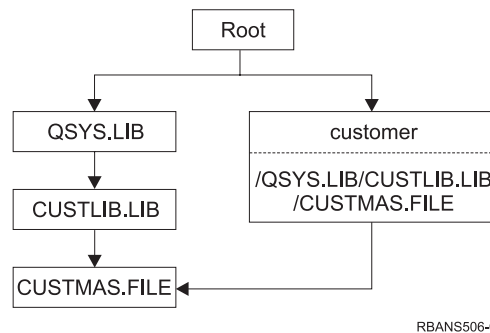 Root
QSYS.LIB
customer
/QSYS.LIB/CUSTLIB.LIB
/CUSTMAS.FILE
CUSTLIB.LIB
CUSTMAS.FILE
RBANS506-